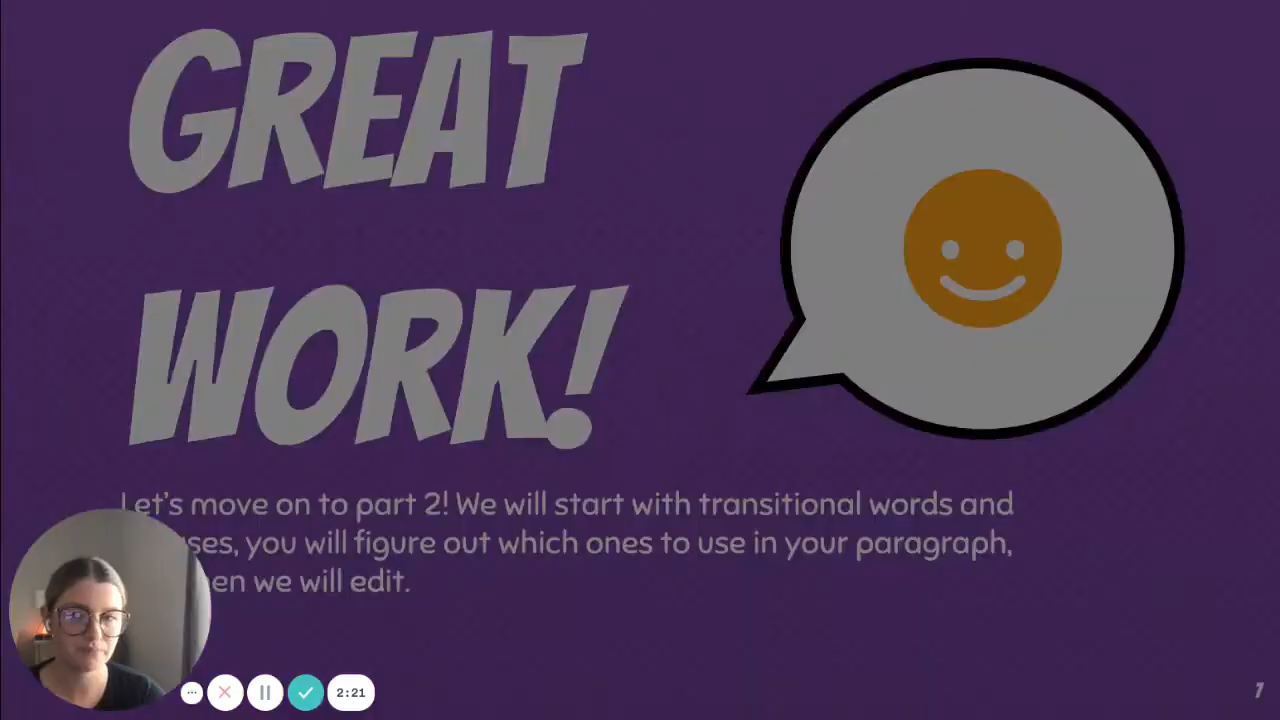 GREAT
WORK!
Let's move on to part 2! We will start with transitional words and
you will figure out which ones to use in your paragraph,
we will edit.
2:21
7